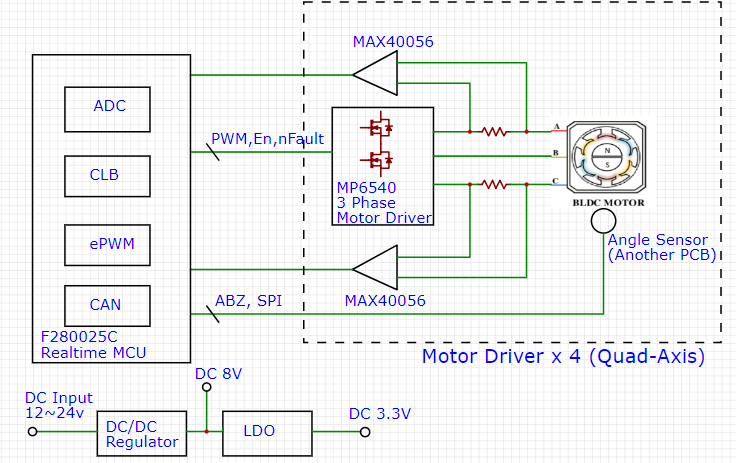 MAX40056
ADC
PWM,En,nFault
A
CLB
B
N
S
MP6540
3 Phase
Motor Driver
C
BLDC MOTOR
ePWM
Angle Sensor
(Another PCB)
CAN
ABZ, SPI
MAX40056
F280025C
Realtime MCU
Motor Driver x 4 (Quad-Axis)
DC 8V
DC Input
12~24v
DC/DC
Regulator
LDO
DC 3.3V